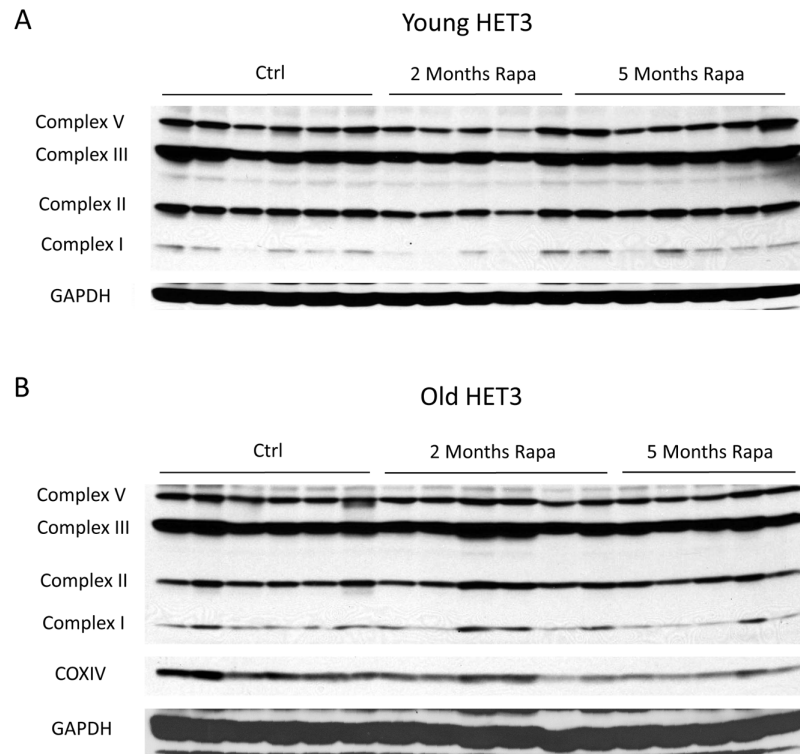 A
Young HET3
Ctrl 2 Months Rapa 5 Months Rapa
Complex V
Complex III
Complex II
Complex I
GAPDH
B
Old HET3
Ctrl 2 Months Rapa 5 Months Rapa
Complex V
Complex III
Complex II
Complex I
COXIV
GAPDH